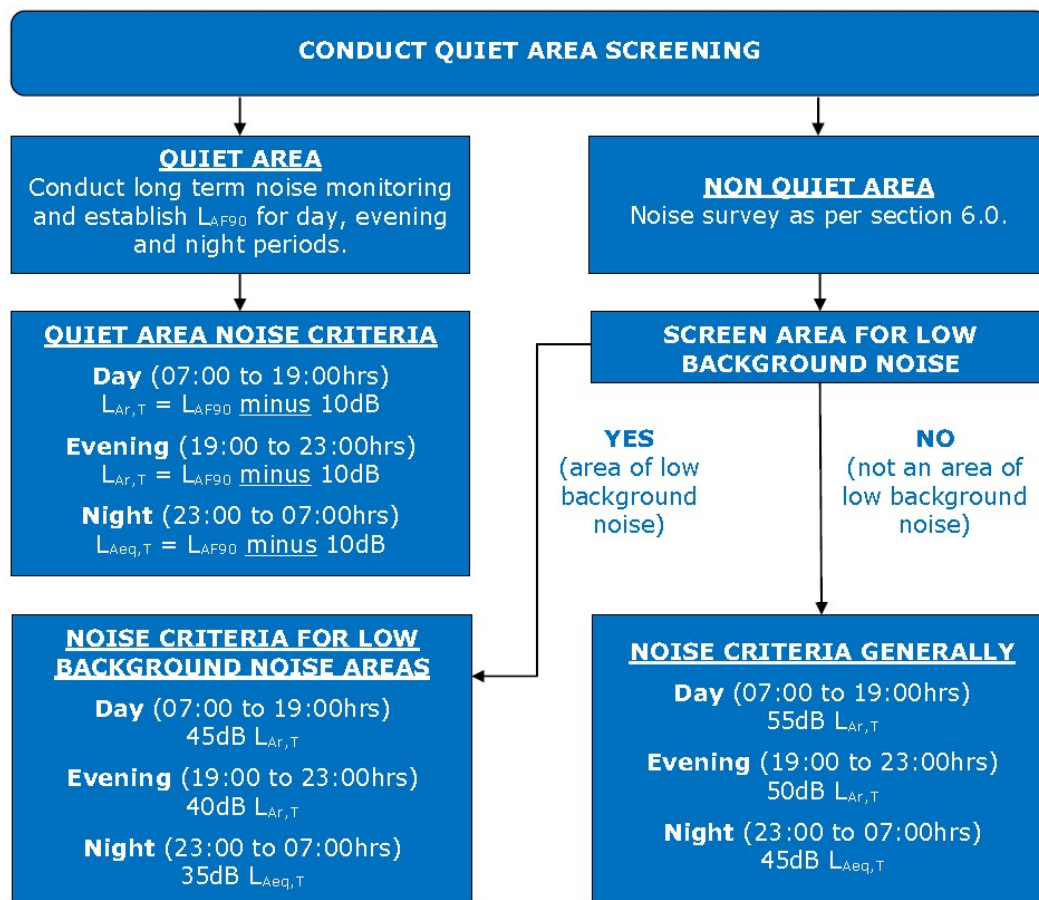 CONDUCT QUIET AREA SCREENING
QUIET AREA
Conduct long term noise monitoring
and establish LAF90 for day, evening
and night periods.
NON QUIET AREA
Noise survey as per section 6.0.
QUIET AREA NOISE CRITERIA
Day (07:00 to 19:00hrs)
LAr,T = LAF90 minus 10dB
Evening (19:00 to 23:00hrs)
LAr,T = LAF90 minus 10dB
Night (23:00 to 07:00hrs)
LAeq,T = LAF90 minus 10dB
SCREEN AREA FOR LOW
BACKGROUND NOISE
YES
(area of low
background
noise)
NO
(not an area of
low background
noise)
NOISE CRITERIA FOR LOW
BACKGROUND NOISE AREAS
Day (07:00 to 19:00hrs)
45dB LAr,T
Evening (19:00 to 23:00hrs)
40dB LAr,T
Night (23:00 to 07:00hrs)
35dB LAeq,T
NOISE CRITERIA GENERALLY
Day (07:00 to 19:00hrs)
55dB LAr,T
Evening (19:00 to 23:00hrs)
50dB LAr,T
Night (23:00 to 07:00hrs)
45dB LAeq,T